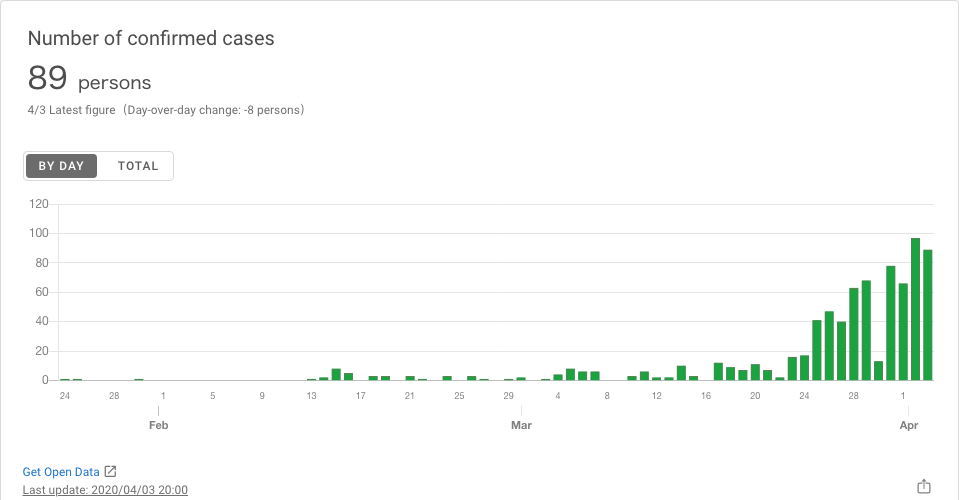 Number of confirmed cases
89 persons
4/3 Latest figure（Day-over-day change: -8 persons）
BY DAY TOTAL
120
100
80
60
40
20
0
24 28 1 5 9 13 17 21 25 29 4 8 12 16 20 24 28 1
Feb Mar Apr
Get Open Data
Last update: 2020/04/03 20:00